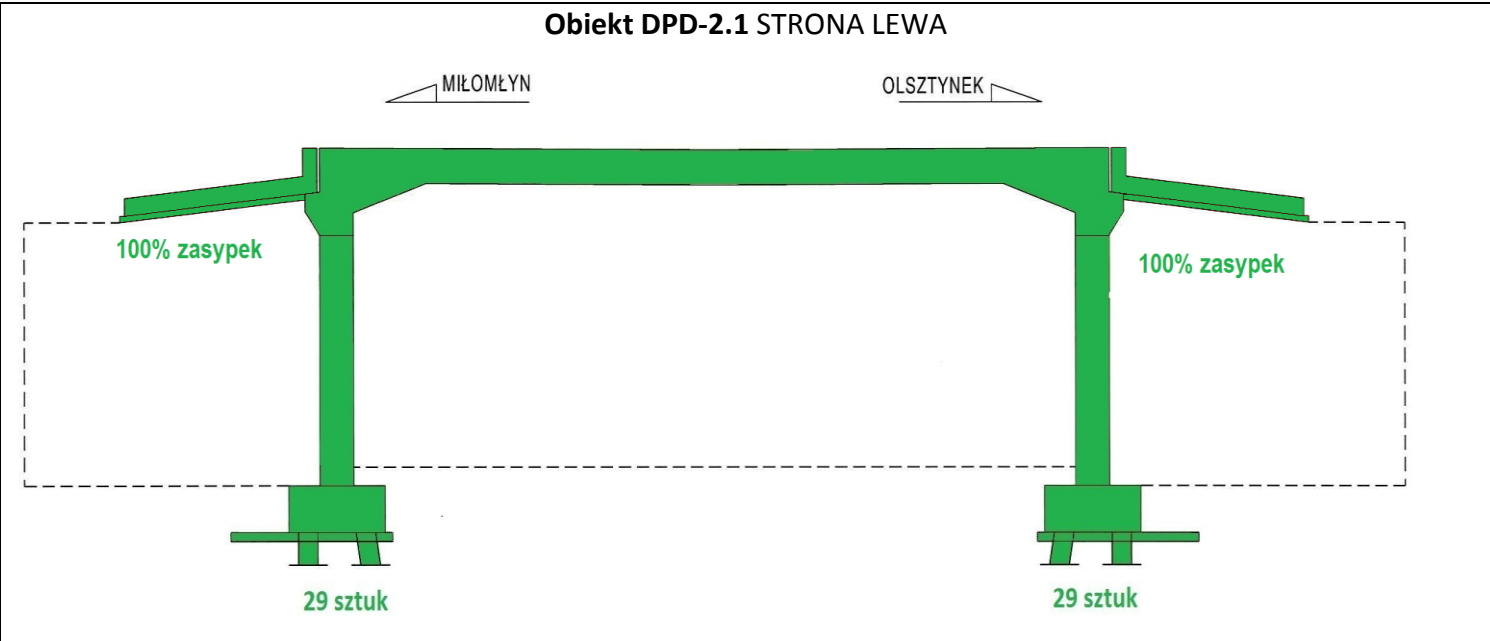 Obiekt DPD-2.1 STRONA LEWA
MIŁOMŁYN
OLSZTYNEK
100% zasypek
100% zasypek
29 sztuk
29 sztuk